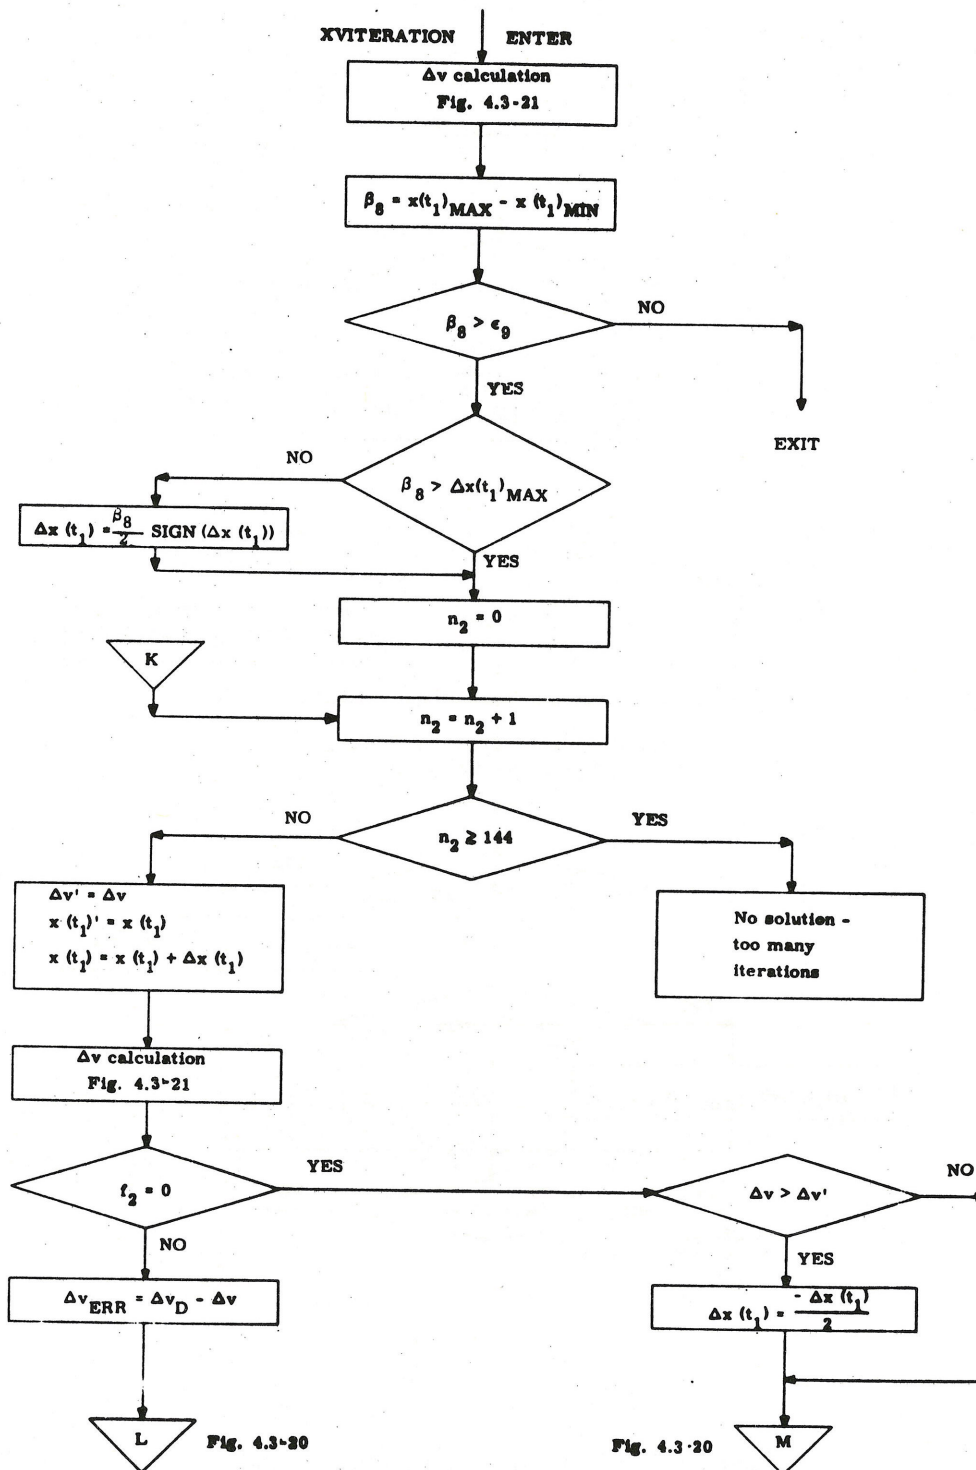 XVITERATION ENTER
Δv calculation
Fig. 4.3-21
β₈ = x(t₁)MAX - x (t₁)MIN
β₈ > ϵ₉
NO
YES
EXIT
NO
β₈ > Δx(t₁)MAX
Δx (t₁) = β₈/2 SIGN (Δx (t₁))
YES
n₂ = 0
K
n₂ = n₂ + 1
NO
n₂ ≥ 144
YES
Δv' = Δv
x (t₁)' = x (t₁)
x (t₁) = x (t₁) + Δx (t₁)
No solution -
too many
iterations
Δv calculation
Fig. 4.3-21
f₂ = 0
YES
Δv > Δv'
NO
NO
YES
ΔvERR = ΔvD - Δv
Δx (t₁) = - Δx (t₁)/2
L
Fig. 4.3-20
Fig. 4.3-20
M